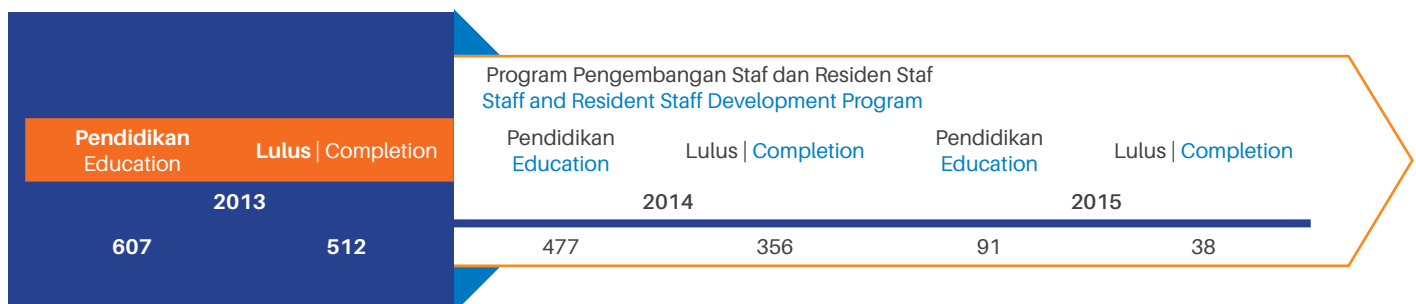 Program Pengembangan Staf dan Residen Staf
Staff and Resident Staff Development Program
Pendidikan
Education
Lulus | Completion
Pendidikan
Education
Lulus | Completion
Pendidikan
Education
Lulus | Completion
2013 2014 2015
607 512 477 356 91 38